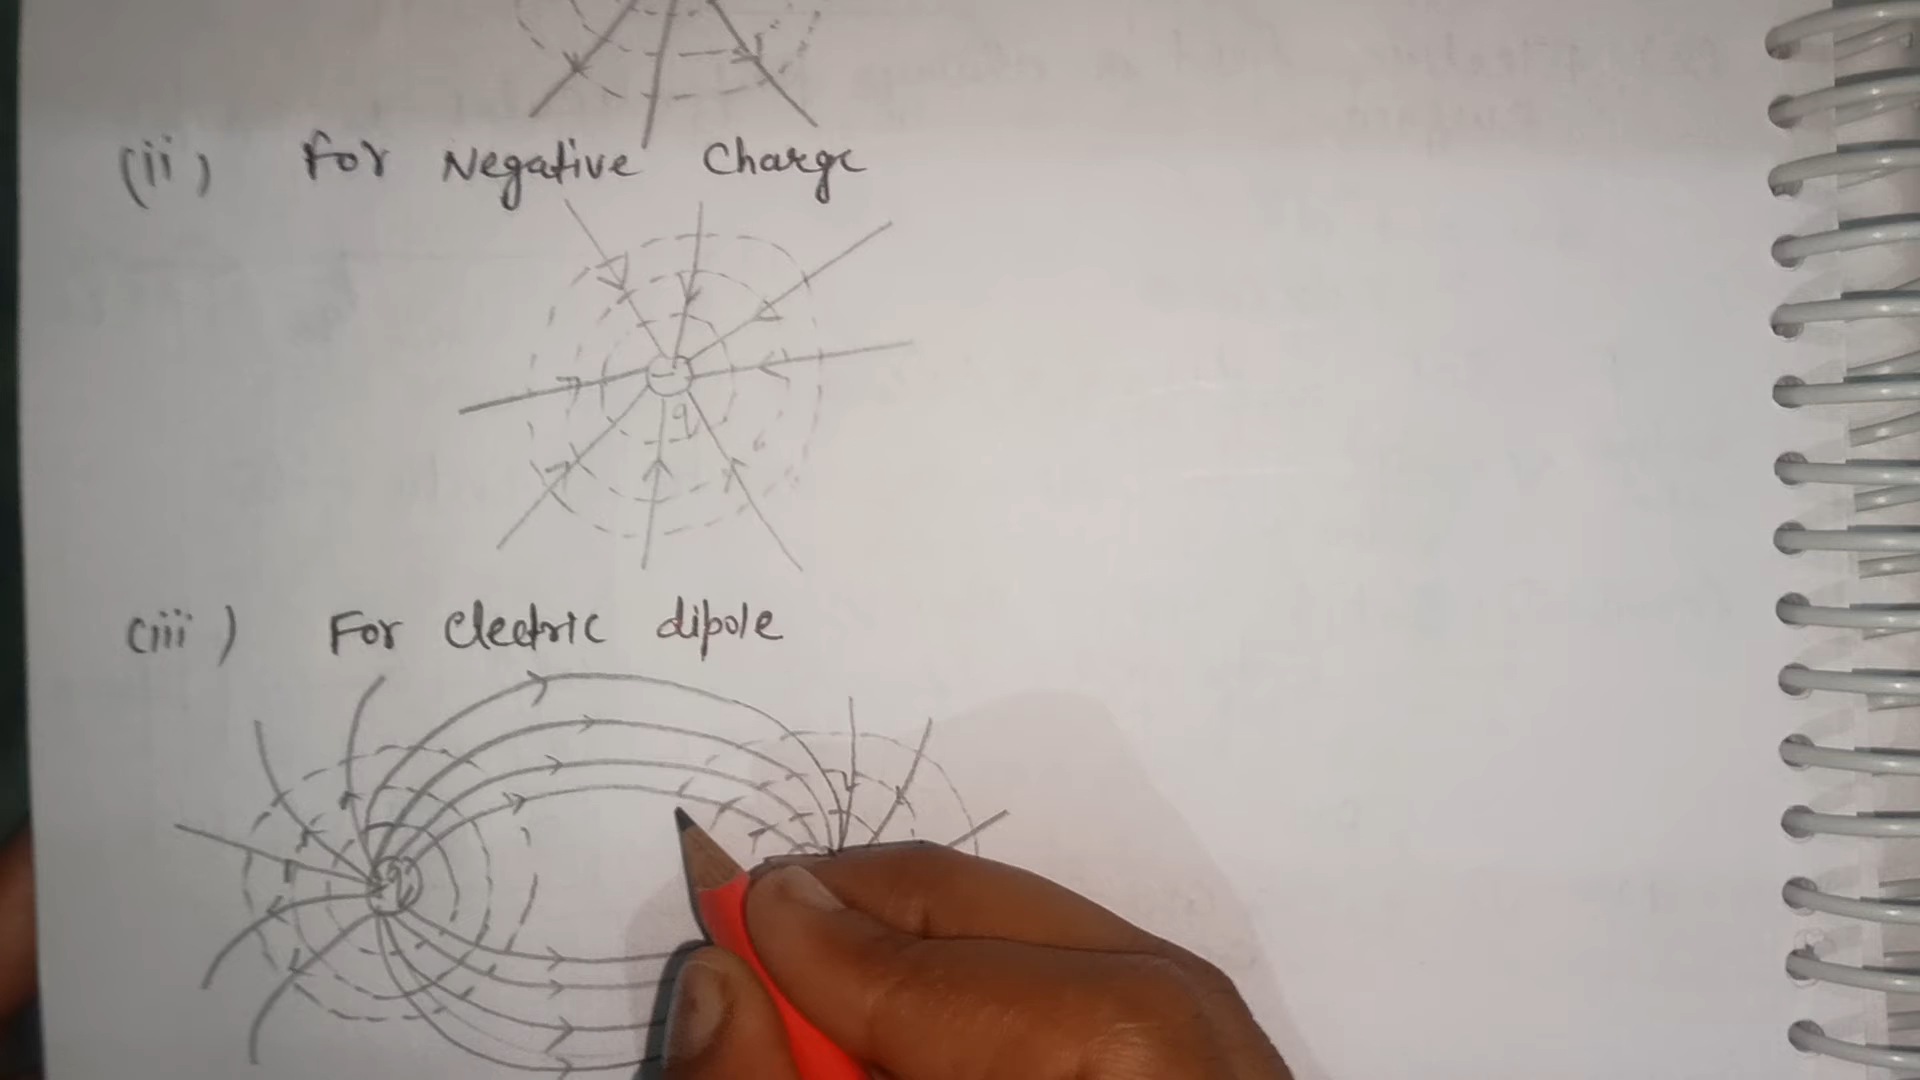 (ii) For Negative Charge
-
q
(iii) For electric dipole
q